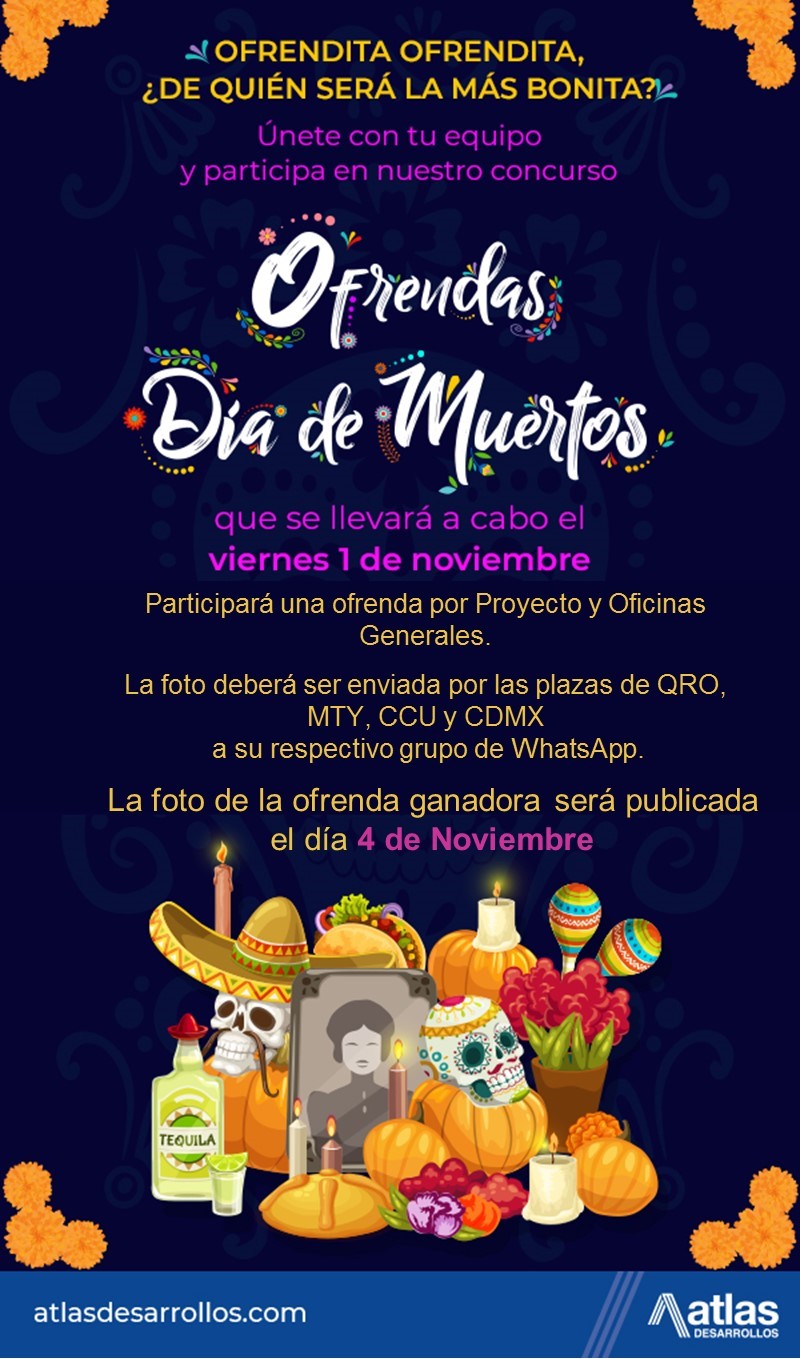 OFRENDITA OFRENDITA,
¿DE QUIÉN SERÁ LA MÁS BONITA?
Únete con tu equipo
y participa en nuestro concurso
Ofrendas
Día de Muertos
que se llevará a cabo el
viernes 1 de noviembre
Participará una ofrenda por Proyecto y Oficinas
Generales.
La foto deberá ser enviada por las plazas de QRO,
MTY, CCU y CDMX
a su respectivo grupo de WhatsApp.
La foto de la ofrenda ganadora será publicada
el día 4 de Noviembre
TEQUILA
atlasdesarrollos.com
atlas
DESARROLLOS